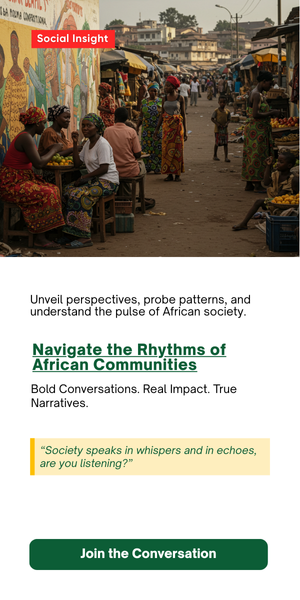 Social Insight
Unveil perspectives, probe patterns, and
understand the pulse of African society.
Navigate the Rhythms of
African Communities
Bold Conversations. Real Impact. True
Narratives.
“Society speaks in whispers and in echoes,
are you listening?”
Join the Conversation